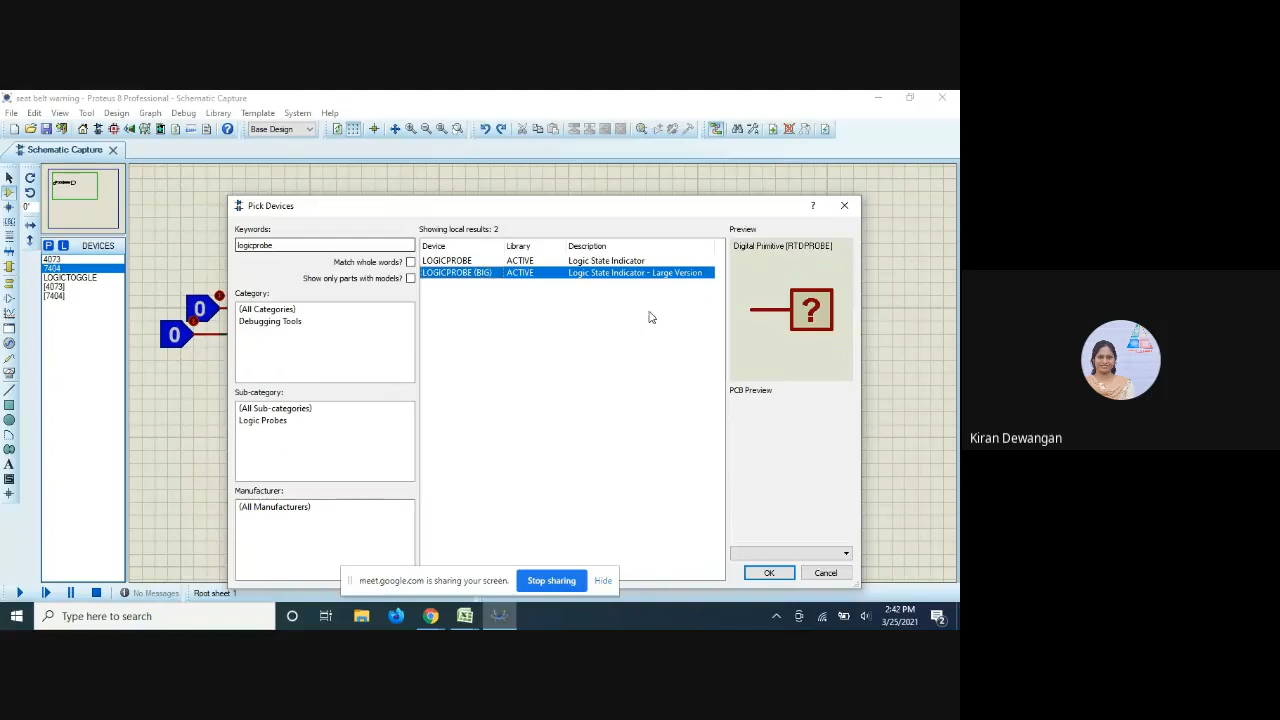 seat belt warning - Proteus 8 Professional - Schematic Capture
File Edit View Tool Design Graph Debug Library Template System Help
Base Design
Schematic Capture
Pick Devices
?
Keywords:
logicprobe
Match whole words?
Show only parts with models?
Category:
(All Categories)
Debugging Tools
Sub-category:
(All Sub-categories)
Logic Probes
Manufacturer:
(All Manufacturers)
Showing local results: 2
Device Library Description
LOGICPROBE ACTIVE Logic State Indicator
LOGICPROBE (BIG) ACTIVE Logic State Indicator - Large Version
Preview
Digital Primitive [RTDPROBE]
?
PCB Preview
OK Cancel
0°
P L DEVICES
4073
7404
LOGICTOGGLE
[4073]
[7404]
0
0
meet.google.com is sharing your screen. Stop sharing Hide
No Messages Root sheet 1
Type here to search
2:42 PM
3/25/2021
2
Kiran Dewangan